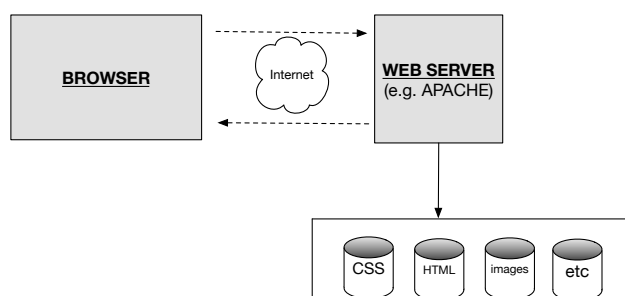 BROWSER
Internet
WEB SERVER
(e.g. APACHE)
CSS
HTML
images
etc